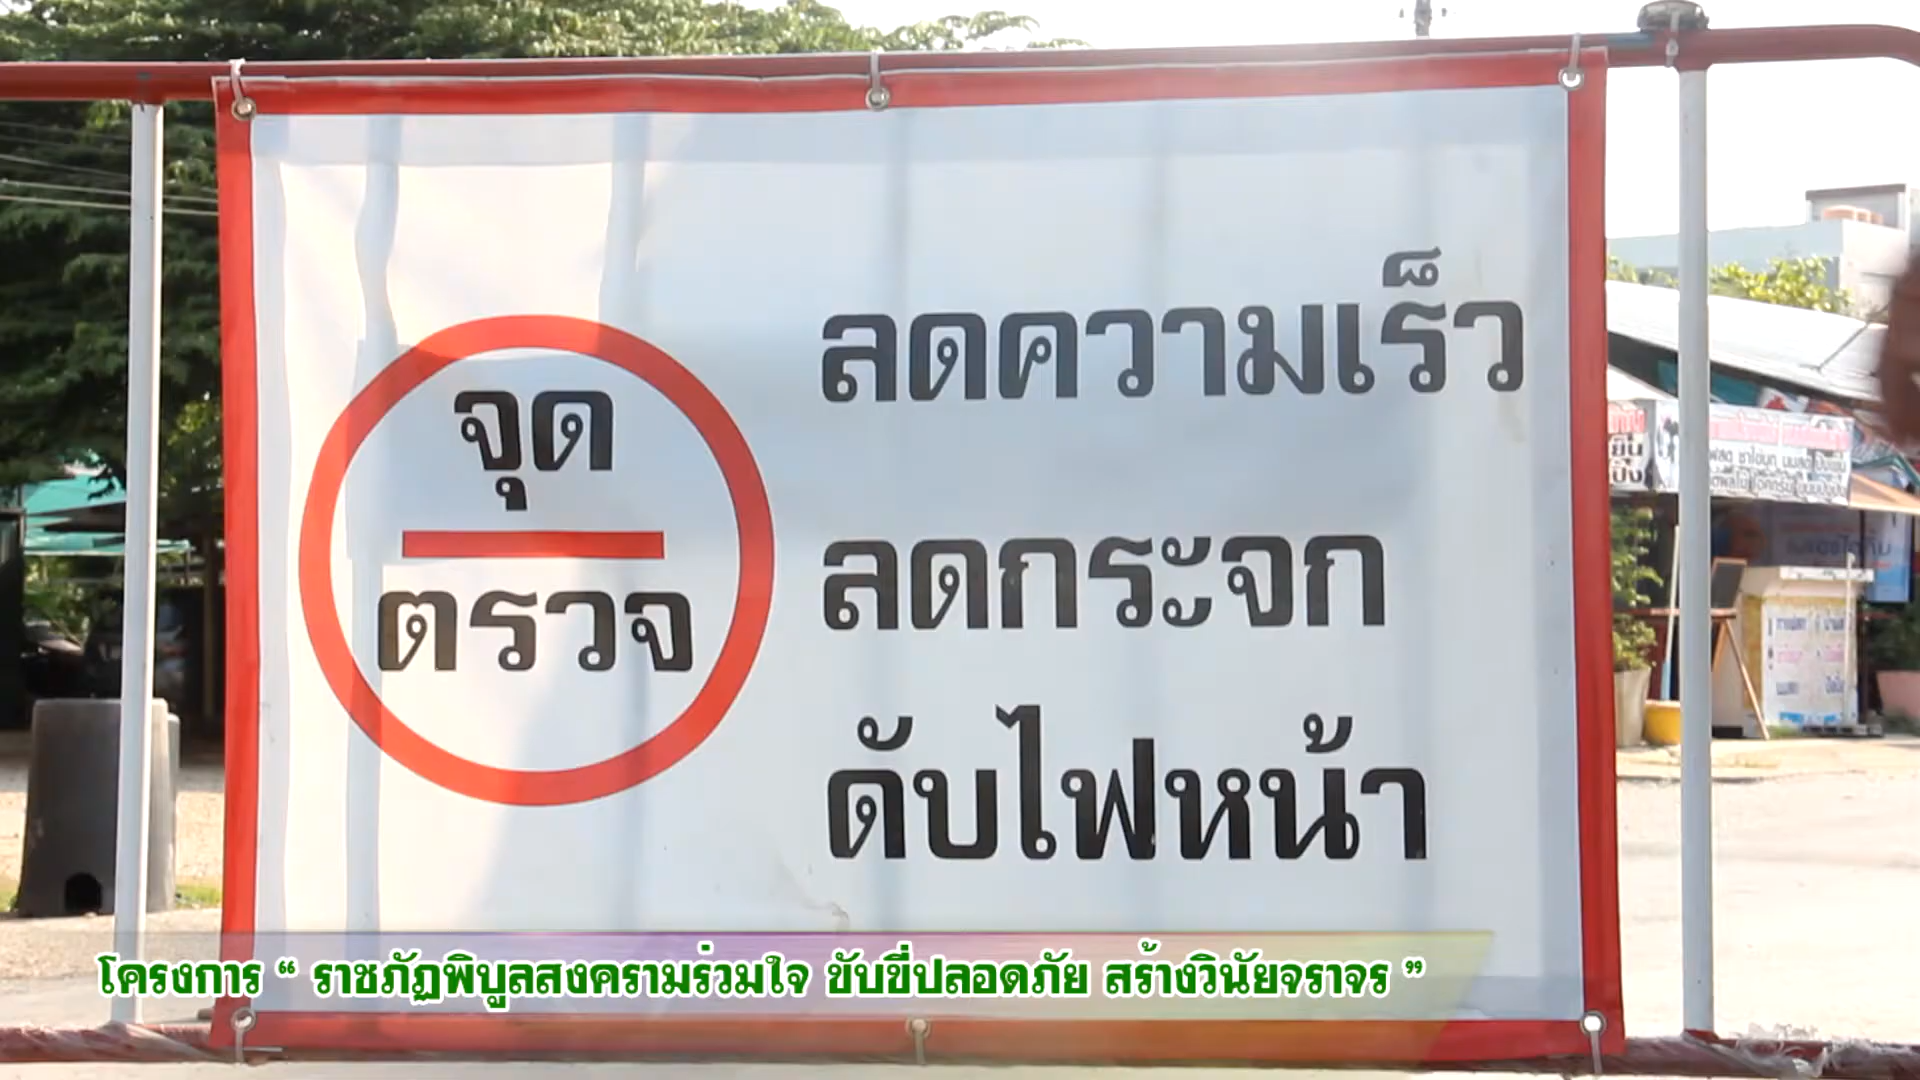 จุด
ตรวจ
ลดความเร็ว
ลดกระจก
ดับไฟหน้า
โครงการ “ ราชภัฏพิบูลสงครามร่วมใจ ขับขี่ปลอดภัย สร้างวินัยจราจร ”